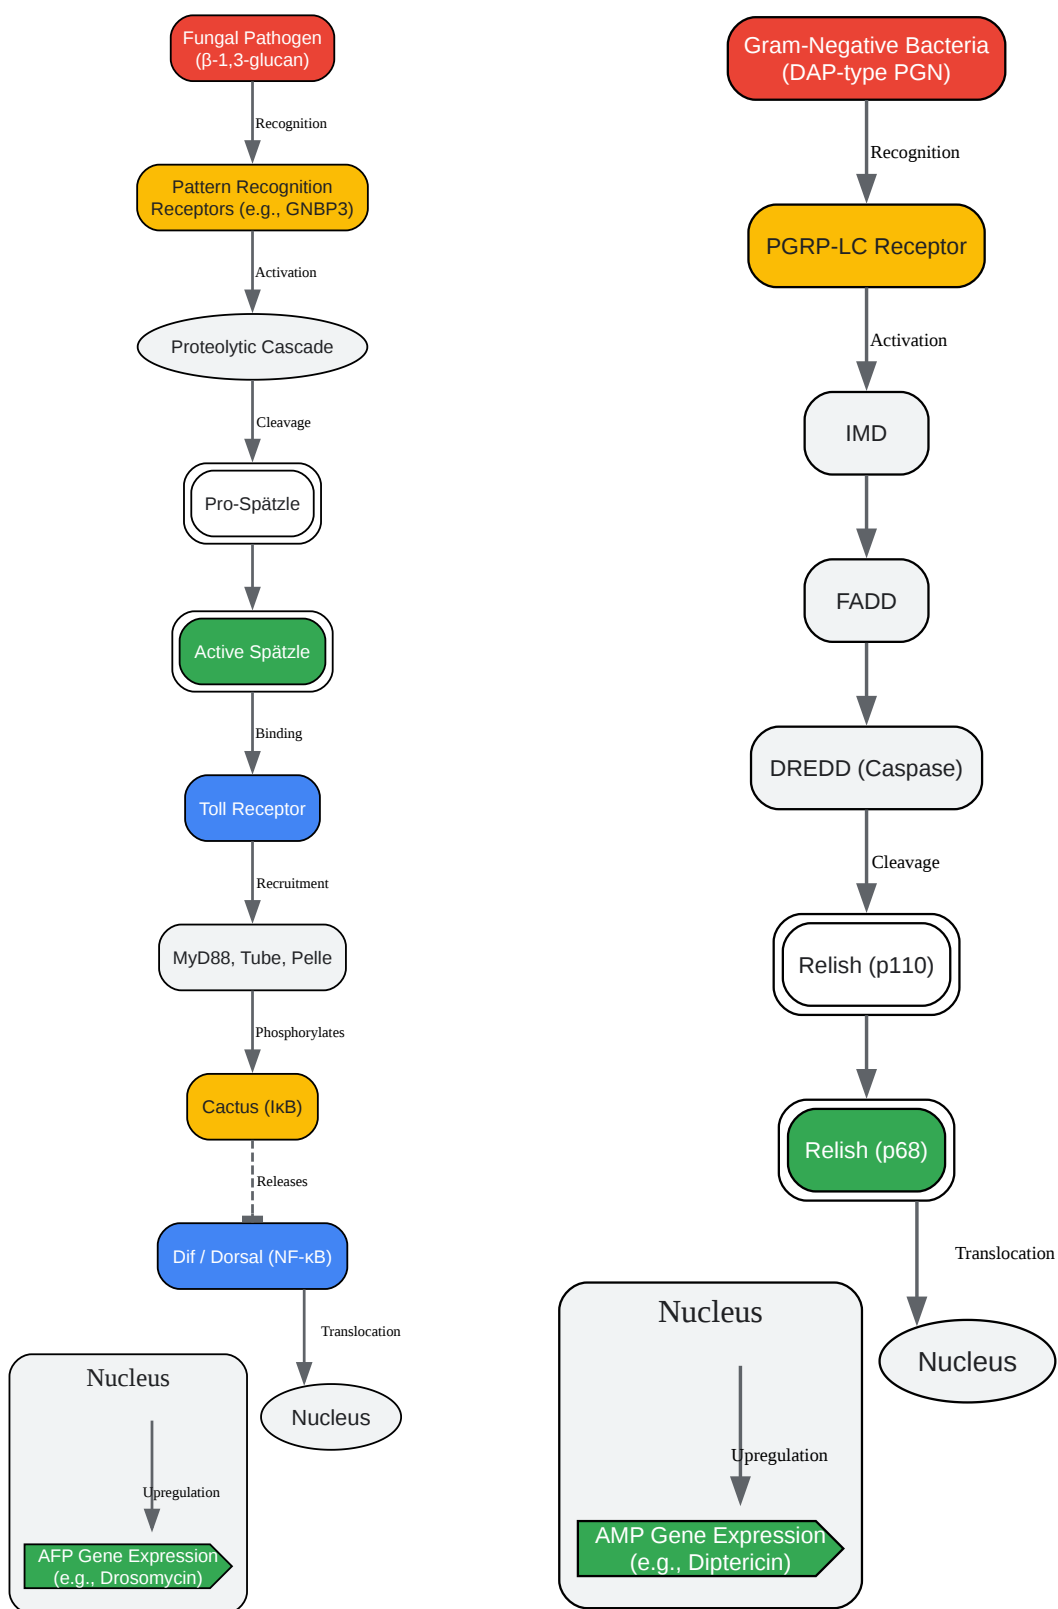 Fungal Pathogen
(β-1,3-glucan)
Recognition
Pattern Recognition
Receptors (e.g., GNBP3)
Activation
Proteolytic Cascade
Cleavage
Pro-Spätzle
Active Spätzle
Binding
Toll Receptor
Recruitment
MyD88, Tube, Pelle
Phosphorylates
Cactus (IκB)
Releases
Dif / Dorsal (NF-κB)
Translocation
Nucleus
Nucleus
Upregulation
AFP Gene Expression
(e.g., Drosomycin)
Gram-Negative Bacteria
(DAP-type PGN)
Recognition
PGRP-LC Receptor
Activation
IMD
FADD
DREDD (Caspase)
Cleavage
Relish (p110)
Relish (p68)
Translocation
Nucleus
Nucleus
Upregulation
AMP Gene Expression
(e.g., Diptericin)